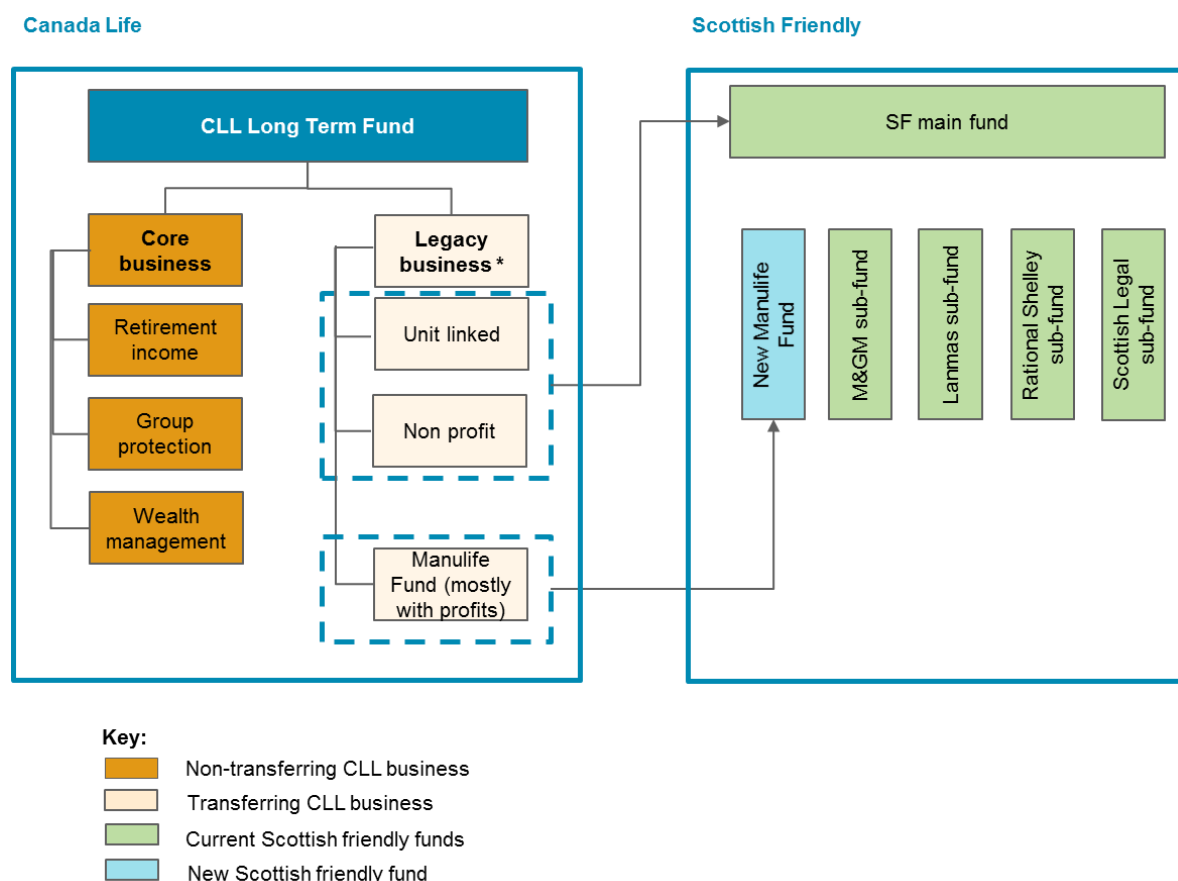 Canada Life
Scottish Friendly
CLL Long Term Fund
SF main fund
Core
business
Legacy
business *
Retirement
income
Unit linked
Group
protection
Non profit
Wealth
management
Manulife
Fund (mostly
with profits)
New Manulife
Fund
M&GM sub-fund
Lanmas sub-fund
Rational Shelley
sub-fund
Scottish Legal
sub-fund
Key:
Non-transferring CLL business
Transferring CLL business
Current Scottish friendly funds
New Scottish friendly fund